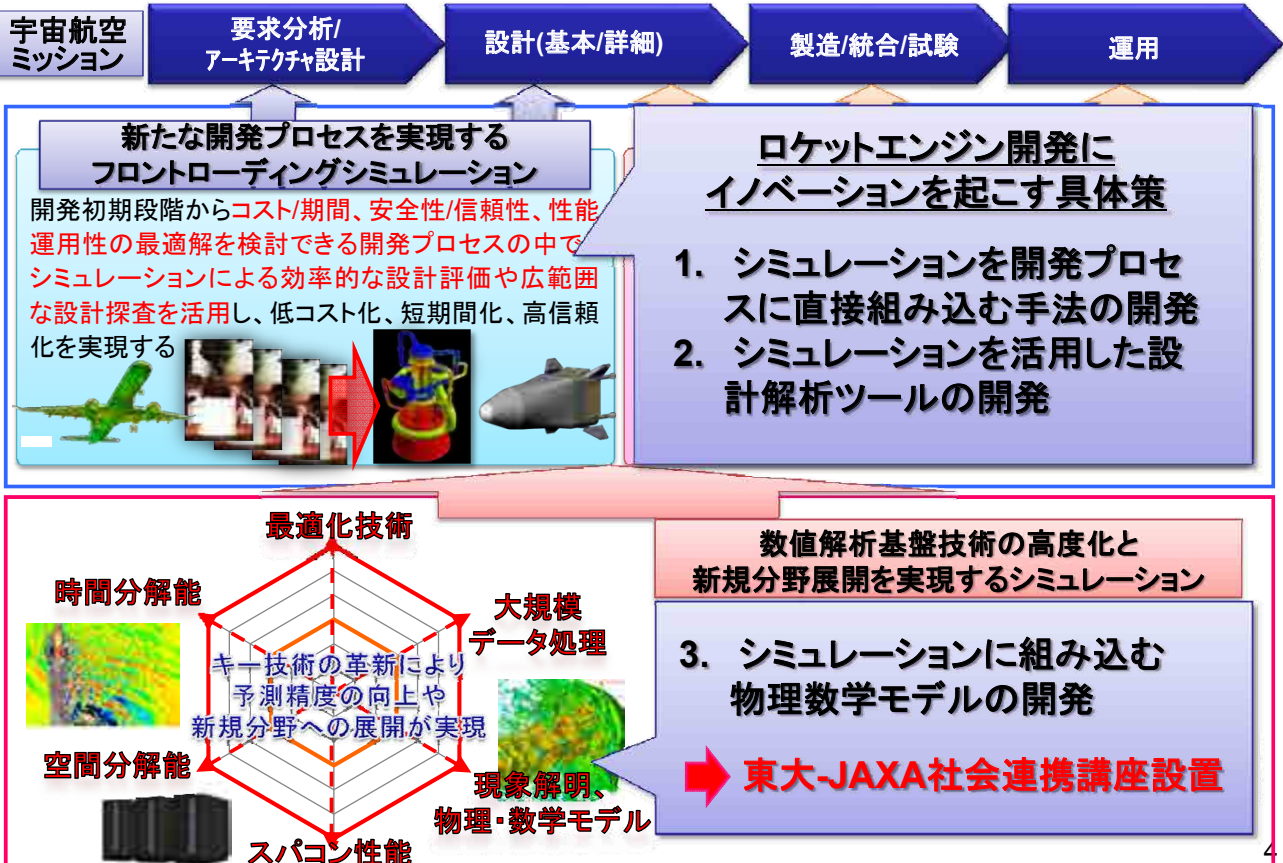 宇宙航空
ミッション
要求分析/
アーキテクチャ設計
設計(基本/詳細)
製造/統合/試験
運用
新たな開発プロセスを実現する
フロントローディングシミュレーション
開発初期段階からコスト/期間、安全性/信頼性、性能
運用性の最適解を検討できる開発プロセスの中で
シミュレーションによる効率的な設計評価や広範囲
な設計探査を活用し、低コスト化、短期間化、高信頼
化を実現する
ロケットエンジン開発に
イノベーションを起こす具体策
1. シミュレーションを開発プロセ
スに直接組み込む手法の開発
2. シミュレーションを活用した設
計解析ツールの開発
最適化技術
時間分解能
大規模
データ処理
キー技術の革新により
予測精度の向上や
新規分野への展開が実現
空間分解能
現象解明、
物理・数学モデル
スパコン性能
数値解析基盤技術の高度化と
新規分野展開を実現するシミュレーション
3. シミュレーションに組み込む
物理数学モデルの開発
東大-JAXA社会連携講座設置
4